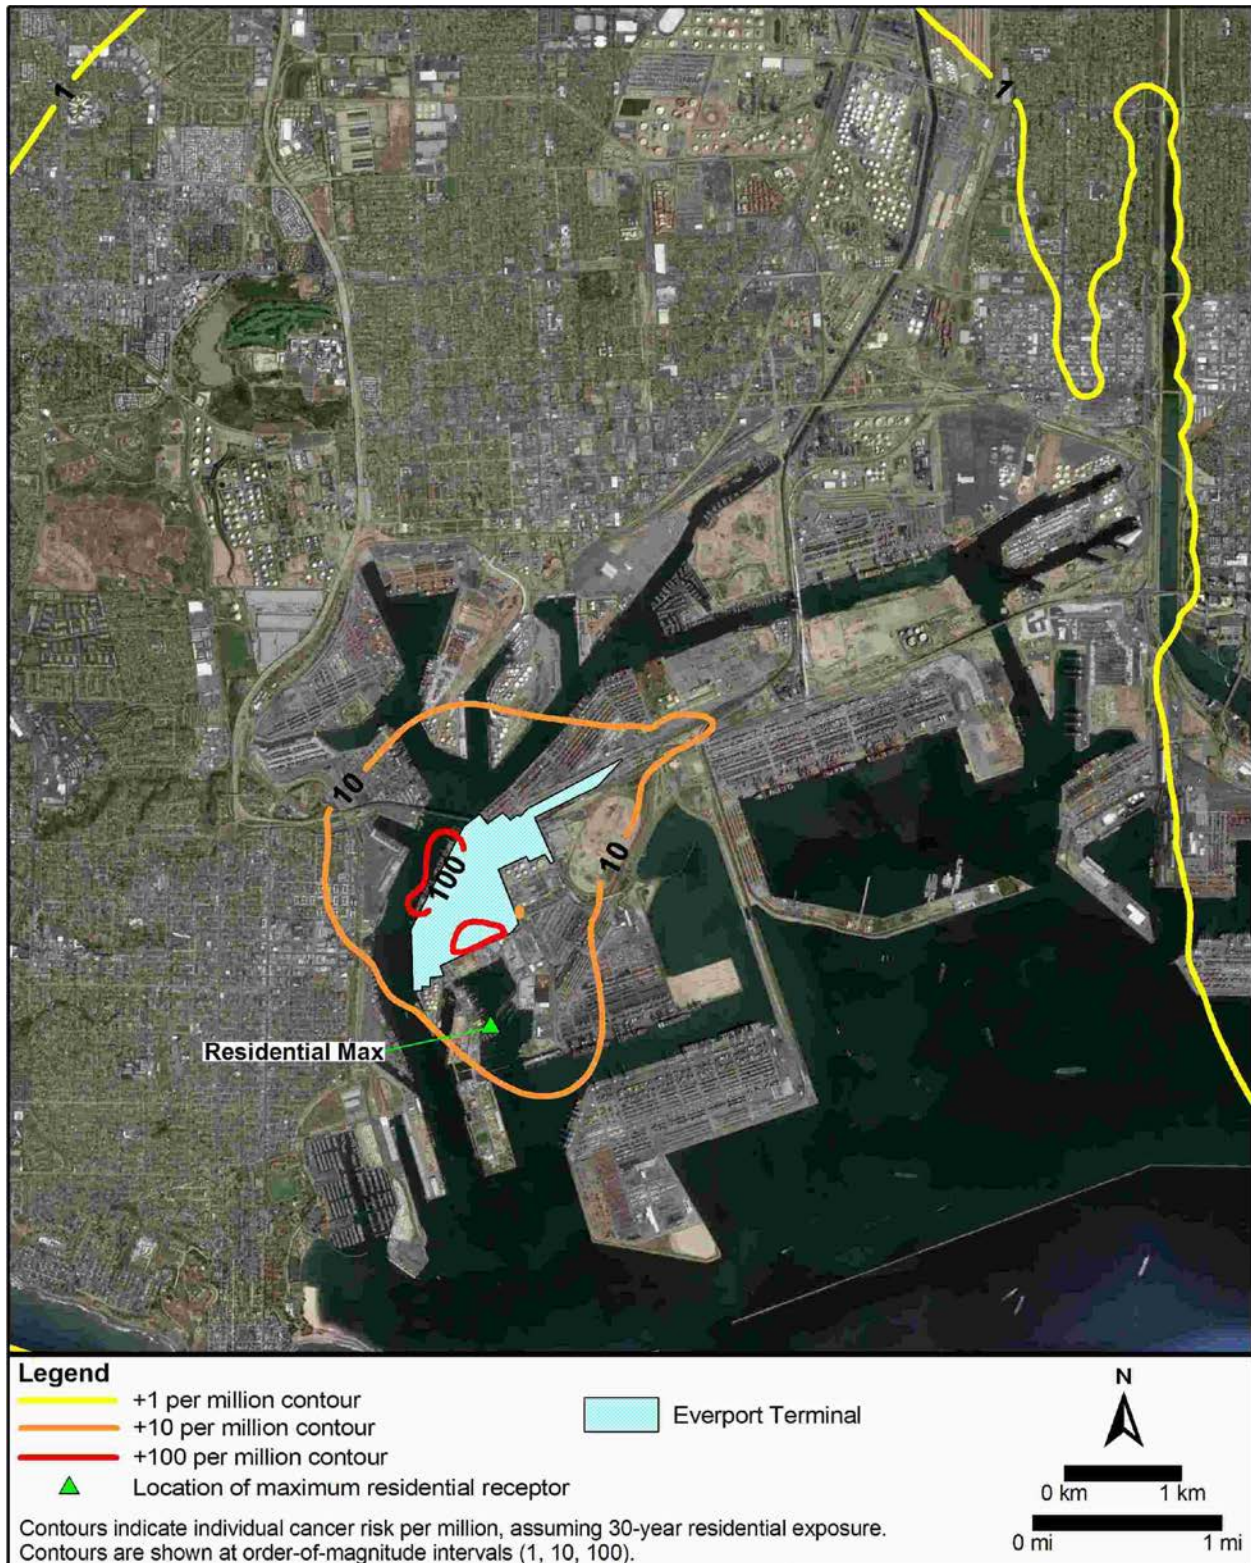 1
1
10
10
100
Residential Max
Legend
+1 per million contour
+10 per million contour
+100 per million contour
Location of maximum residential receptor
Everport Terminal
N
0 km 1 km
0 mi 1 mi
Contours indicate individual cancer risk per million, assuming 30-year residential exposure.
Contours are shown at order-of-magnitude intervals (1, 10, 100).